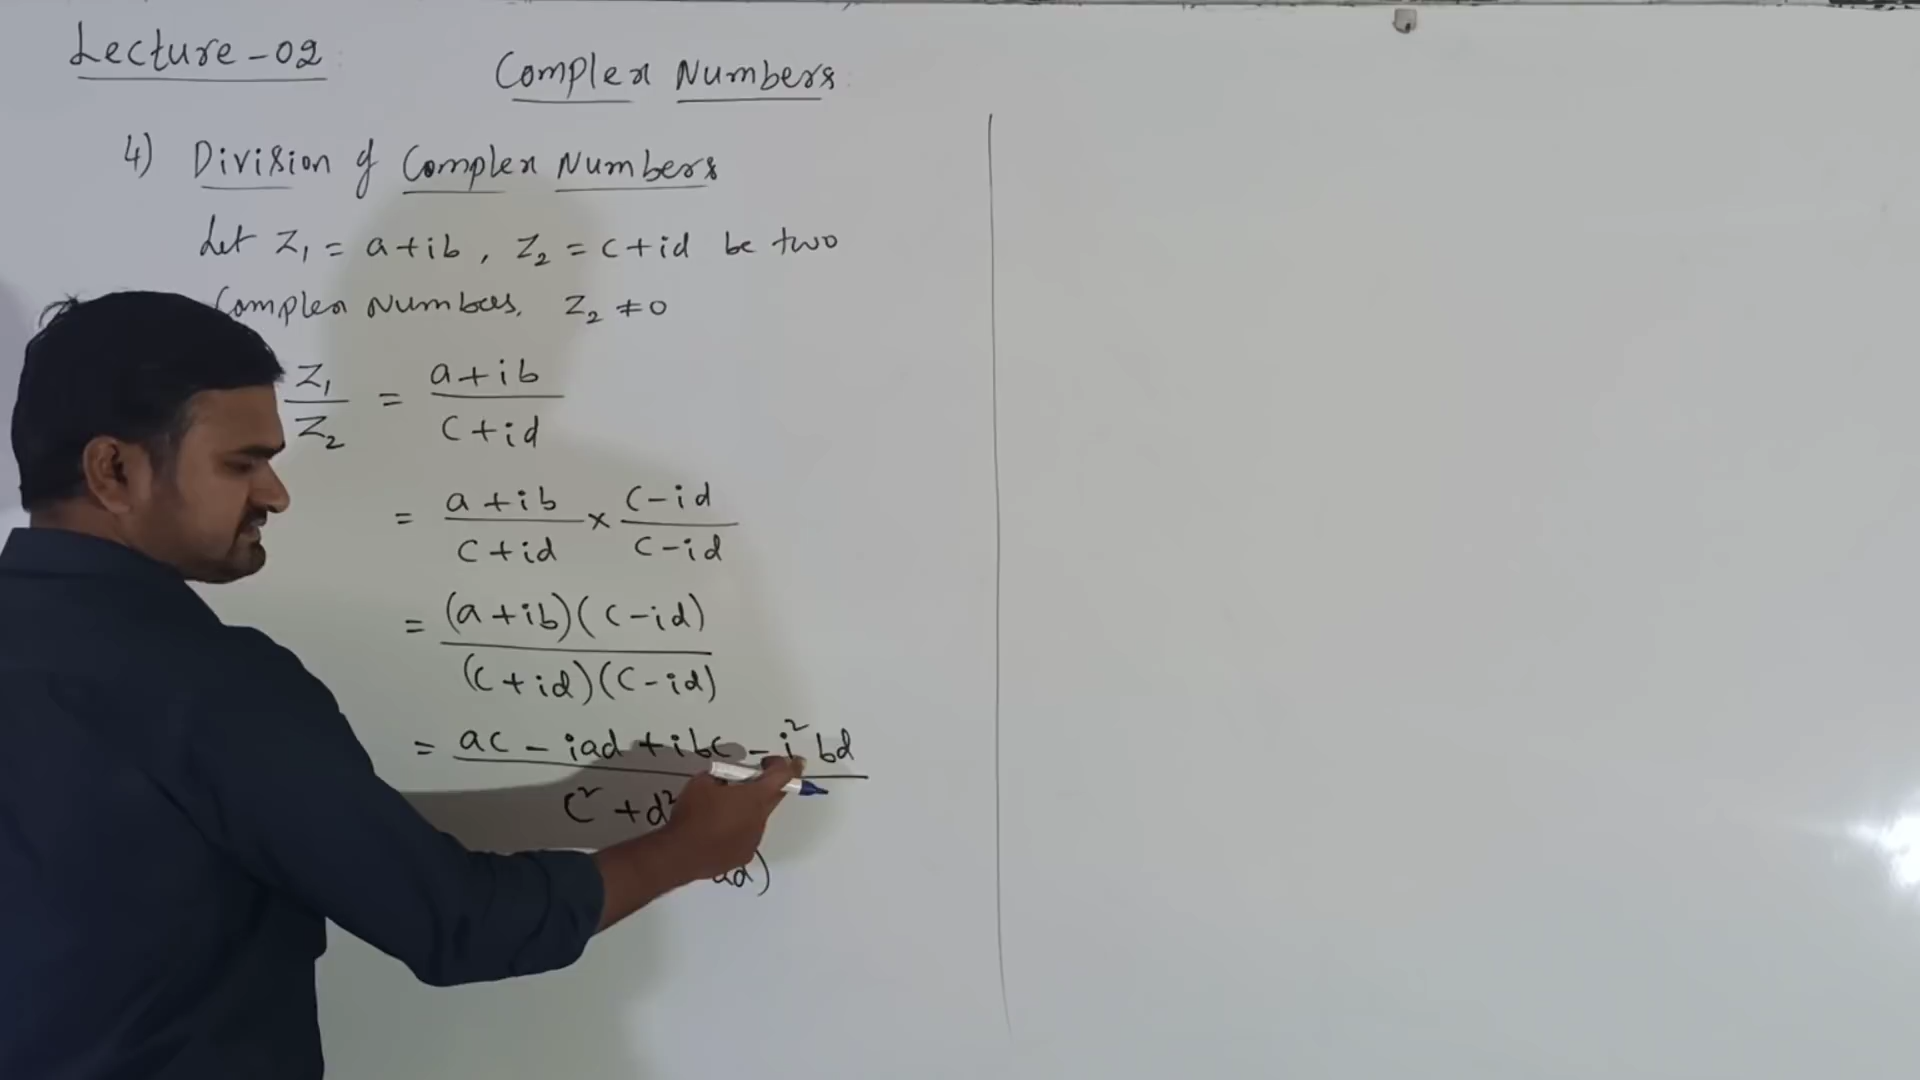 Lecture-02
Complex Numbers
4) Division of Complex Numbers
Let Z₁ = a+ib, Z₂ = c+id be two
Complex Numbers. Z₂ ≠ 0
Z₁/Z₂ = (a+ib)/(c+id)
= (a+ib)/(c+id) × (c-id)/(c-id)
= (a+ib)(c-id)/(c+id)(c-id)
= (ac - iad + ibc - i²bd)/(c² + d²)
ad)